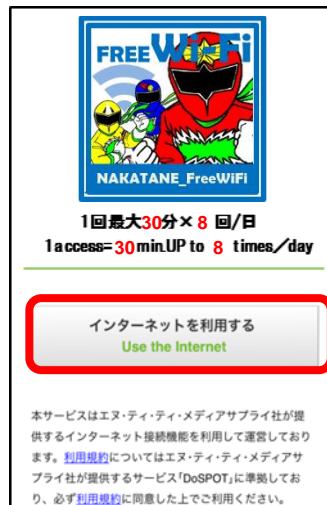 FREE Wi-Fi
NAKATANE_FreeWiFi
1回最大30分×8 回/日
1access=30min.UP to 8 times/day
インターネットを利用する
Use the Internet
本サービスはエヌ・ティ・ティ・メディアサプライ社が提
供するインターネット接続機能を利用して運営しており
ます。利用規約についてはエヌ・ティ・ティ・メディアサ
プライ社が提供するサービス「DoSPOT」に準拠してお
り、必ず利用規約に同意した上でご利用ください。